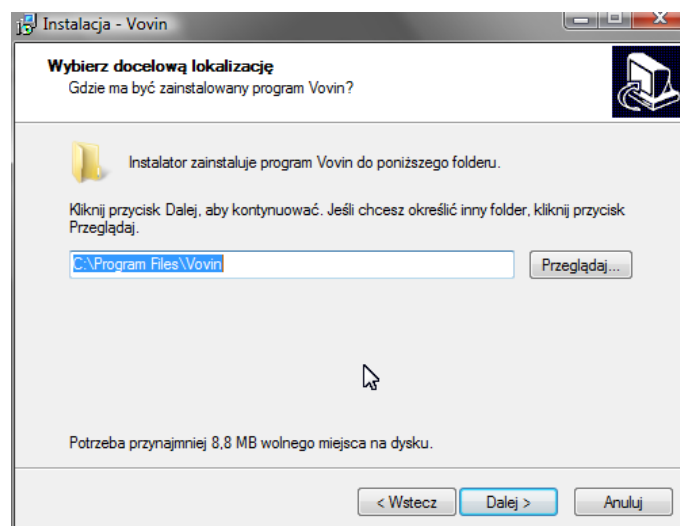 Instalacja - Vovin
Wybierz docelową lokalizację
Gdzie ma być zainstalowany program Vovin?
Instalator zainstaluje program Vovin do poniższego folderu.
Kliknij przycisk Dalej, aby kontynuować. Jeśli chcesz określić inny folder, kliknij przycisk
Przeglądaj.
C:\Program Files\Vovin
Przeglądaj...
Potrzeba przynajmniej 8,8 MB wolnego miejsca na dysku.
< Wstecz
Dalej >
Anuluj